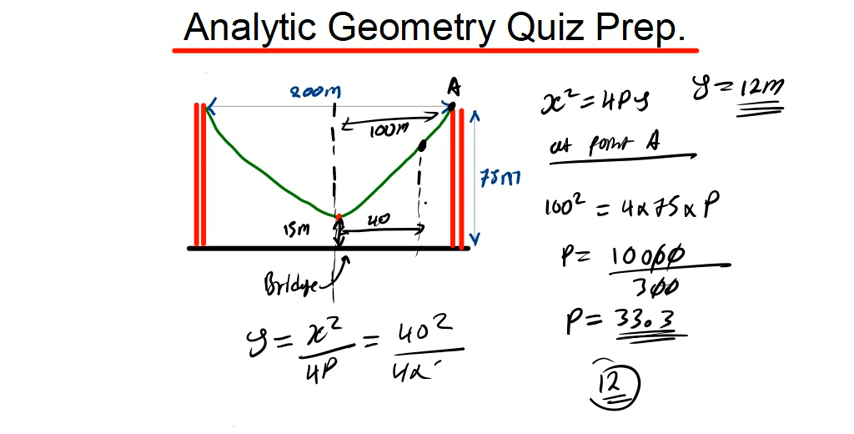 Analytic Geometry Quiz Prep.
200m
A
100m
75m
15m
40
Bridge
x² = 4py
y = 12m
at point A
100² = 4 x 75 x P
P = 10000
300
P = 33.3
12
y = x² = 40²
4P 4x